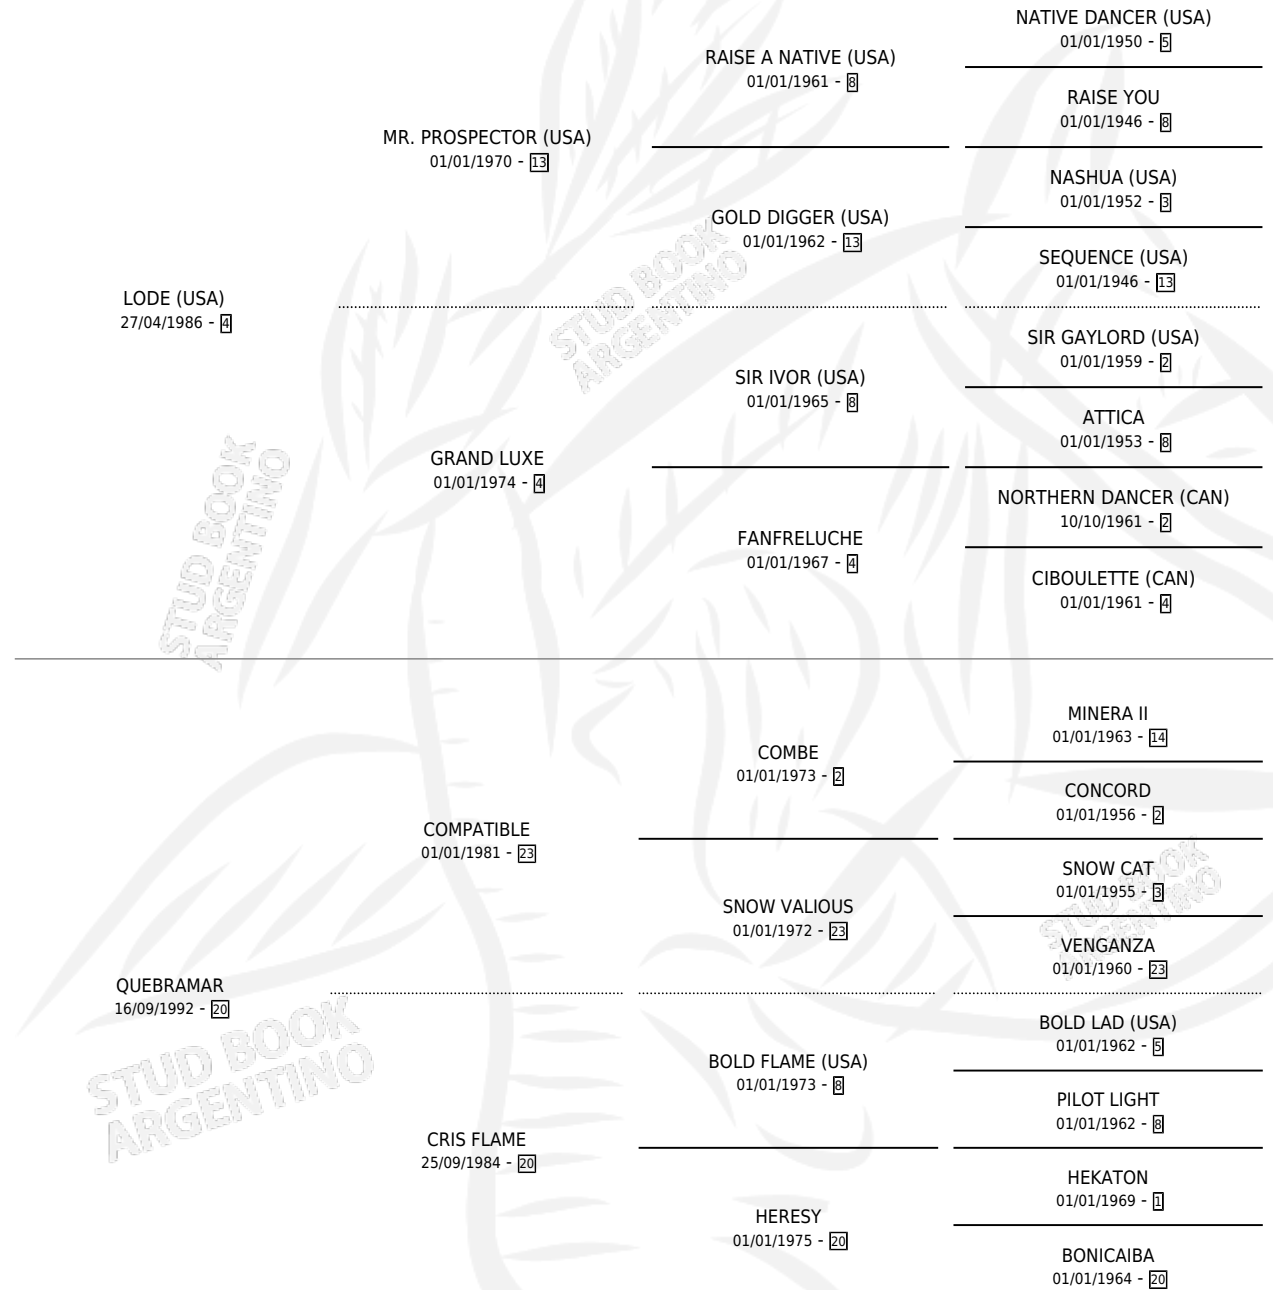 NATIVE DANCER (USA)
01/01/1950 - 5
RAISE A NATIVE (USA)
01/01/1961 - 8
RAISE YOU
01/01/1946 - 8
MR. PROSPECTOR (USA)
01/01/1970 - 13
NASHUA (USA)
01/01/1952 - 3
GOLD DIGGER (USA)
01/01/1962 - 13
SEQUENCE (USA)
01/01/1946 - 13
LODE (USA)
27/04/1986 - 4
STUD BOOK
ARGENTINO
SIR GAYLORD (USA)
01/01/1959 - 2
SIR IVOR (USA)
01/01/1965 - 8
ATTICA
01/01/1953 - 8
GRAND LUXE
01/01/1974 - 4
STUD BOOK
ARGENTINO
NORTHERN DANCER (CAN)
10/10/1961 - 2
FANFRELUCHE
01/01/1967 - 4
CIBOULETTE (CAN)
01/01/1961 - 4
MINERA II
01/01/1963 - 14
COMBE
01/01/1973 - 2
CONCORD
01/01/1956 - 2
COMPATIBLE
01/01/1981 - 23
SNOW CAT
01/01/1955 - 3
STUD BOOK
ARGENTINO
SNOW VALIOUS
01/01/1972 - 23
VENGANZA
01/01/1960 - 23
QUEBRAMAR
16/09/1992 - 20
STUD BOOK
ARGENTINO
BOLD LAD (USA)
01/01/1962 - 5
BOLD FLAME (USA)
01/01/1973 - 8
PILOT LIGHT
01/01/1962 - 8
CRIS FLAME
25/09/1984 - 20
HEKATON
01/01/1969 - 1
HERESY
01/01/1975 - 20
BONICAIBA
01/01/1964 - 20